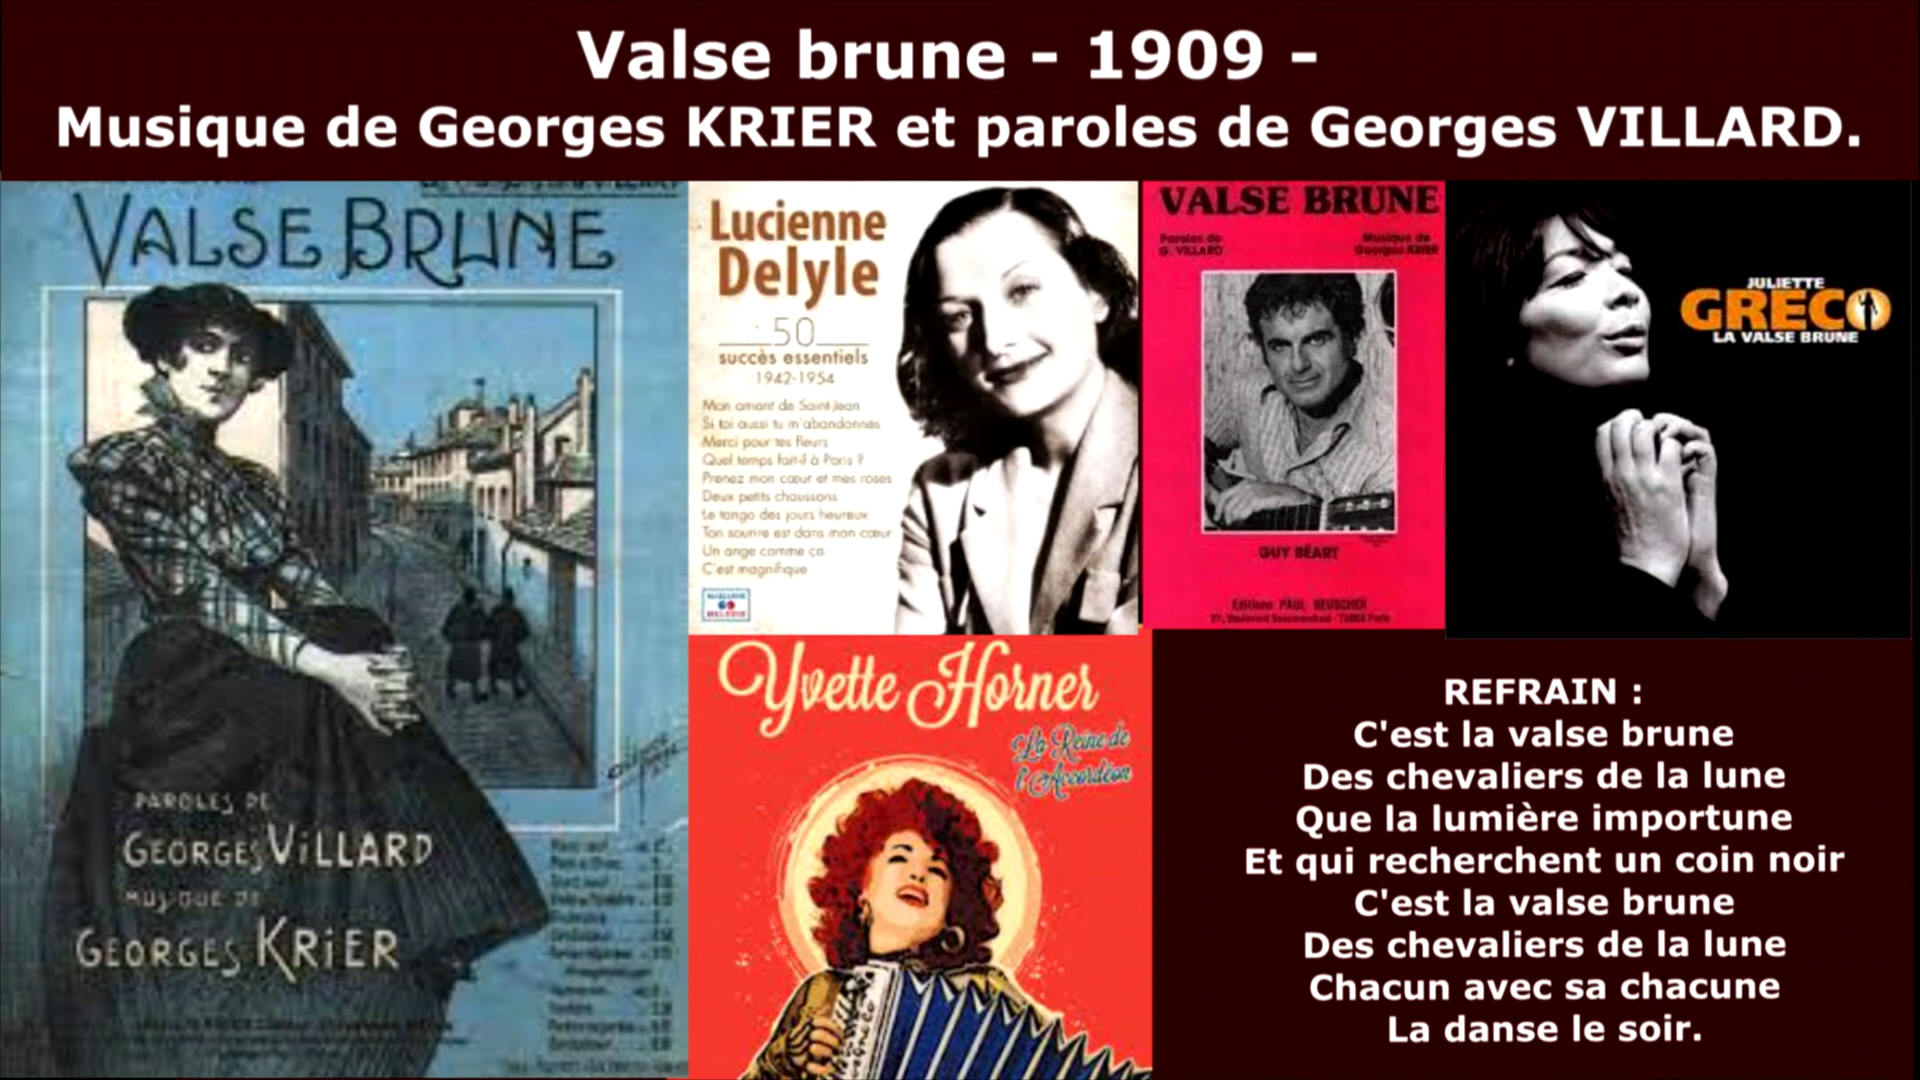 Valse brune - 1909 -
Musique de Georges KRIER et paroles de Georges VILLARD.
VALSE BRUNE
PAROLES DE
GEORGES VILLARD
MUSIQUE DE
GEORGES KRIER
Lucienne
Delyle
50
succès essentiels
1942-1954
Mon amant de Saint-Jean
Si toi aussi tu m'abandonnes
Merci pour tes fleurs
Quel temps fait-il à Paris ?
Prenez mon cœur et mes roses
Deux petits chaussons
Le tango des jours heureux
Ton sourire est dans mon cœur
Un ange comme ça
C'est magnifique
VALSE BRUNE
Paroles de
G. VILLARD
Musique de
Georges KRIER
GUY BÉART
Editions PAUL BEUSCHER
JULIETTE
GRECO
LA VALSE BRUNE
Yvette Horner
La Reine de
l'Accordéon
REFRAIN :
C'est la valse brune
Des chevaliers de la lune
Que la lumière importune
Et qui recherchent un coin noir
C'est la valse brune
Des chevaliers de la lune
Chacun avec sa chacune
La danse le soir.